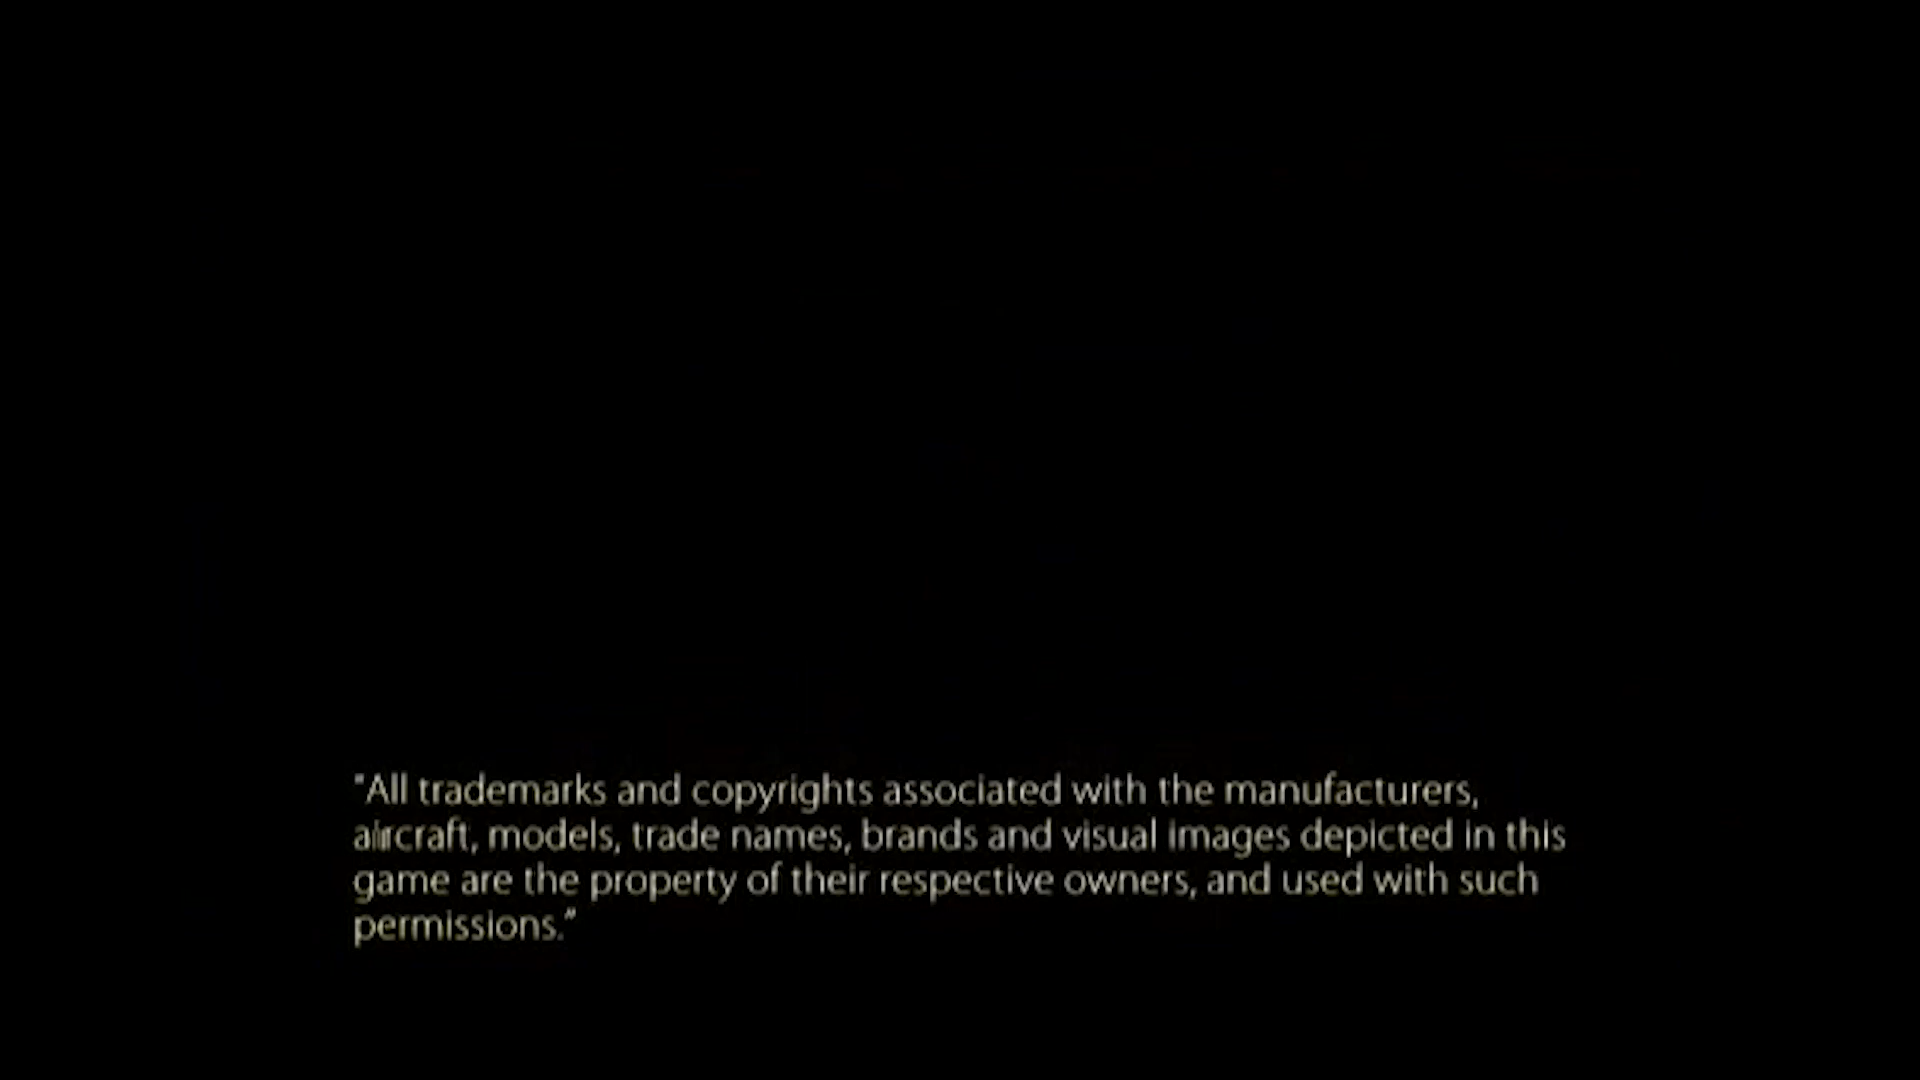 "All trademarks and copyrights associated with the manufacturers,
aircraft, models, trade names, brands and visual images depicted in this
game are the property of their respective owners, and used with such
permissions."